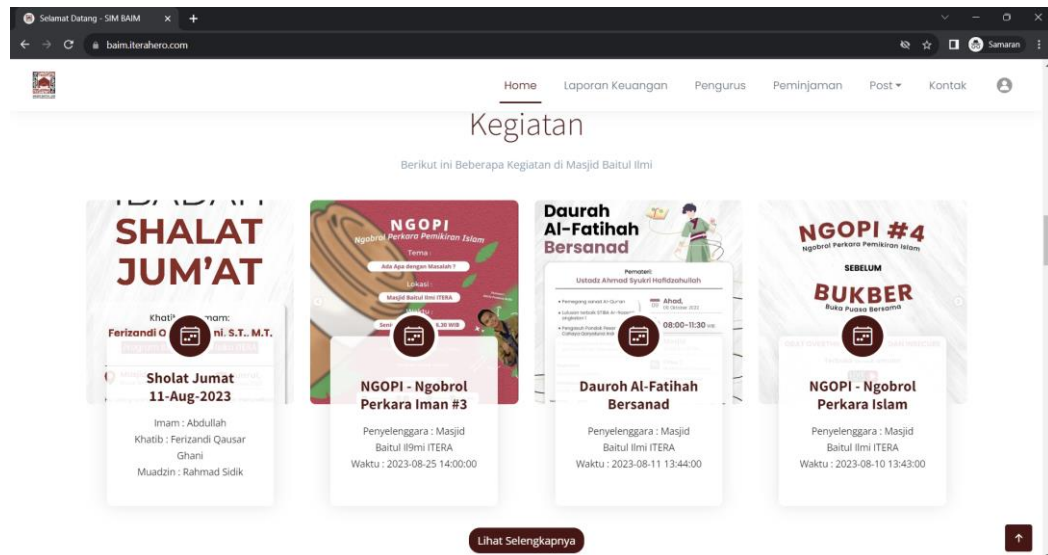 Selamat Datang - SIM BAIM
baim.iterahero.com
Samaran
Home Laporan Keuangan Pengurus Peminjaman Post Kontak
Kegiatan
Berikut ini Beberapa Kegiatan di Masjid Baitul Ilmi
SHALAT
JUM'AT
Ferizandi Q ni. S.T., M.T.
Sholat Jumat
11-Aug-2023
Imam : Abdullah
Khatib : Ferizandi Qausar
Ghani
Muadzin : Rahmad Sidik
NGOPI
Ngobrol Perkara Pemikiran Islam
Tema :
Ada Apa dengan Masalah ?
Lokasi :
Masjid Baitul Ilmi ITERA
NGOPI - Ngobrol
Perkara Iman #3
Penyelenggara : Masjid
Baitul Il9mi ITERA
Waktu : 2023-08-25 14:00:00
Daurah
Al-Fatihah
Bersanad
Pemateri:
Ustadz Ahmad Syukri Hafidzahullah
Ahad,
08:00-11:30
Dauroh Al-Fatihah
Bersanad
Penyelenggara : Masjid
Baitul Ilmi ITERA
Waktu : 2023-08-11 13:44:00
NGOPI #4
Ngobrol Perkara Pemikiran Islam
SEBELUM
BUKBER
Buka Puasa Bersama
NGOPI - Ngobrol
Perkara Islam
Penyelenggara : Masjid
Baitul Ilmi ITERA
Waktu : 2023-08-10 13:43:00
Lihat Selengkapnya